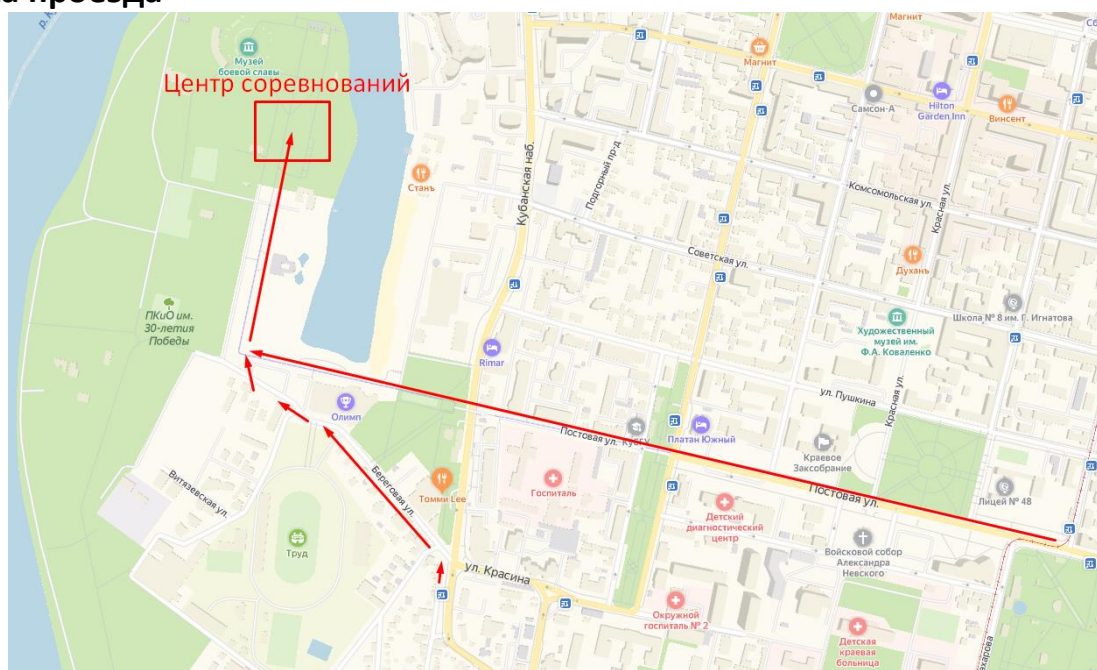 проезда
р. К
Музей
боевой славы
Центр соревнований
Магнит
Магнит
Самсон-А
Hilton
Garden Inn
Винсент
Станъ
Кубанская наб.
Подгорный пр-д
Комсомольская ул.
Красная ул.
Советская ул.
Духанъ
ПКиО им.
30-летия
Победы
Художественный
музей им.
Ф.А. Коваленко
Школа № 8 им. Г. Игнатова
Rimar
Олимп
ул. Пушкина
Красная ул.
Постовая ул.
КубГУ
Платан Южный
Краевое
Заксобрание
Витязевская ул.
Береговая ул.
Томми Lee
Госпиталь
Постовая ул.
Лицей № 48
Детский
диагностический
центр
Труд
Войсковой собор
Александра
Невского
ул. Красина
Окружной
госпиталь № 2
Детская
краевая
больница